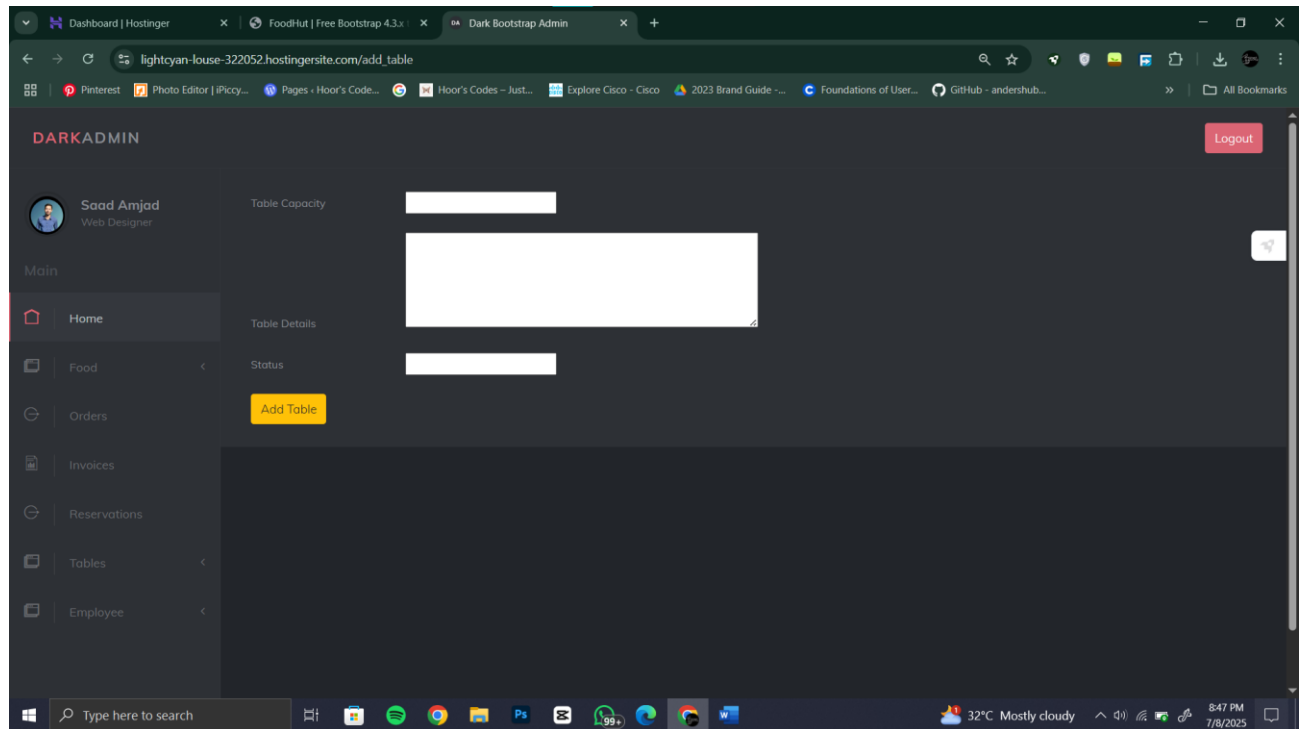 Dashboard | Hostinger
FoodHut | Free Bootstrap 4.3.x
DA Dark Bootstrap Admin
lightcyan-louse-322052.hostingersite.com/add_table
Pinterest
Photo Editor | iPiccy...
Pages ‹ Hoor's Code...
Hoor's Codes – Just...
Explore Cisco - Cisco
2023 Brand Guide -...
Foundations of User...
GitHub - andershub...
»
All Bookmarks
DARKADMIN
Logout
Saad Amjad
Web Designer
Main
Home
Food
Orders
Invoices
Reservations
Tables
Employee
Table Capacity
Table Details
Status
Add Table
Type here to search
Ps
99+
32°C Mostly cloudy
8:47 PM
7/8/2025